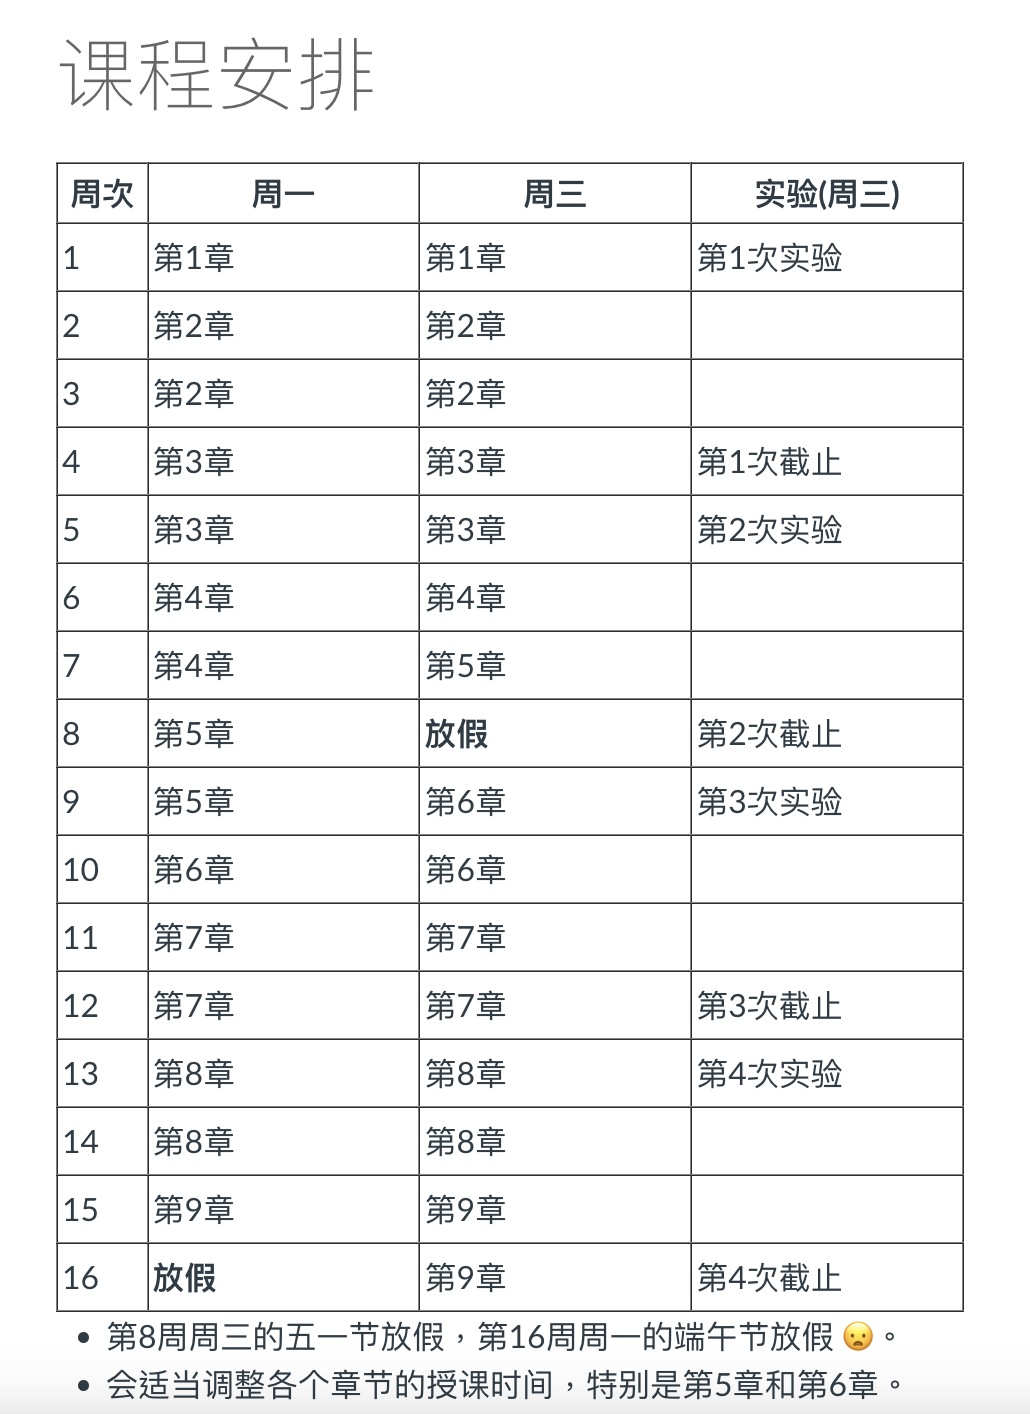 课程安排
周次 周一 周三 实验(周三)
1 第1章 第1章 第1次实验
2 第2章 第2章
3 第2章 第2章
4 第3章 第3章 第1次截止
5 第3章 第3章 第2次实验
6 第4章 第4章
7 第4章 第5章
8 第5章 放假 第2次截止
9 第5章 第6章 第3次实验
10 第6章 第6章
11 第7章 第7章
12 第7章 第7章 第3次截止
13 第8章 第8章 第4次实验
14 第8章 第8章
15 第9章 第9章
16 放假 第9章 第4次截止
• 第8周周三的五一节放假，第16周周一的端午节放假 😦。
• 会适当调整各个章节的授课时间，特别是第5章和第6章。